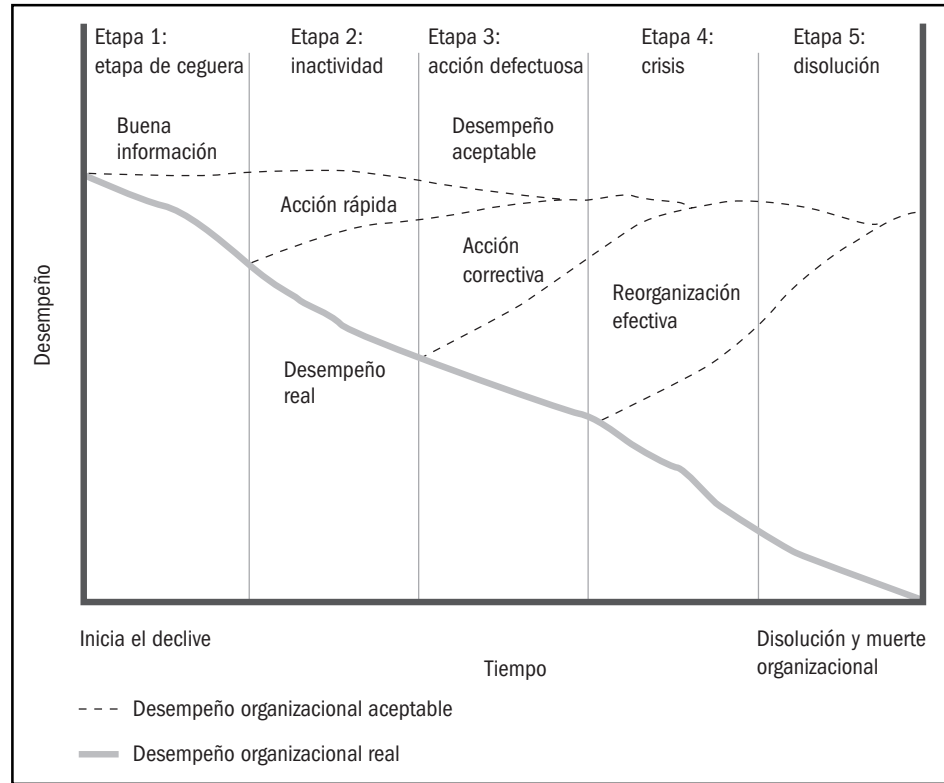 Etapa 1:
etapa de ceguera
Etapa 2:
inactividad
Etapa 3:
acción defectuosa
Etapa 4:
crisis
Etapa 5:
disolución
Buena
información
Desempeño
aceptable
Acción rápida
Acción
correctiva
Reorganización
efectiva
Desempeño
real
Desempeño
Inicia el declive
Disolución y muerte
organizacional
Tiempo
Desempeño organizacional aceptable
Desempeño organizacional real